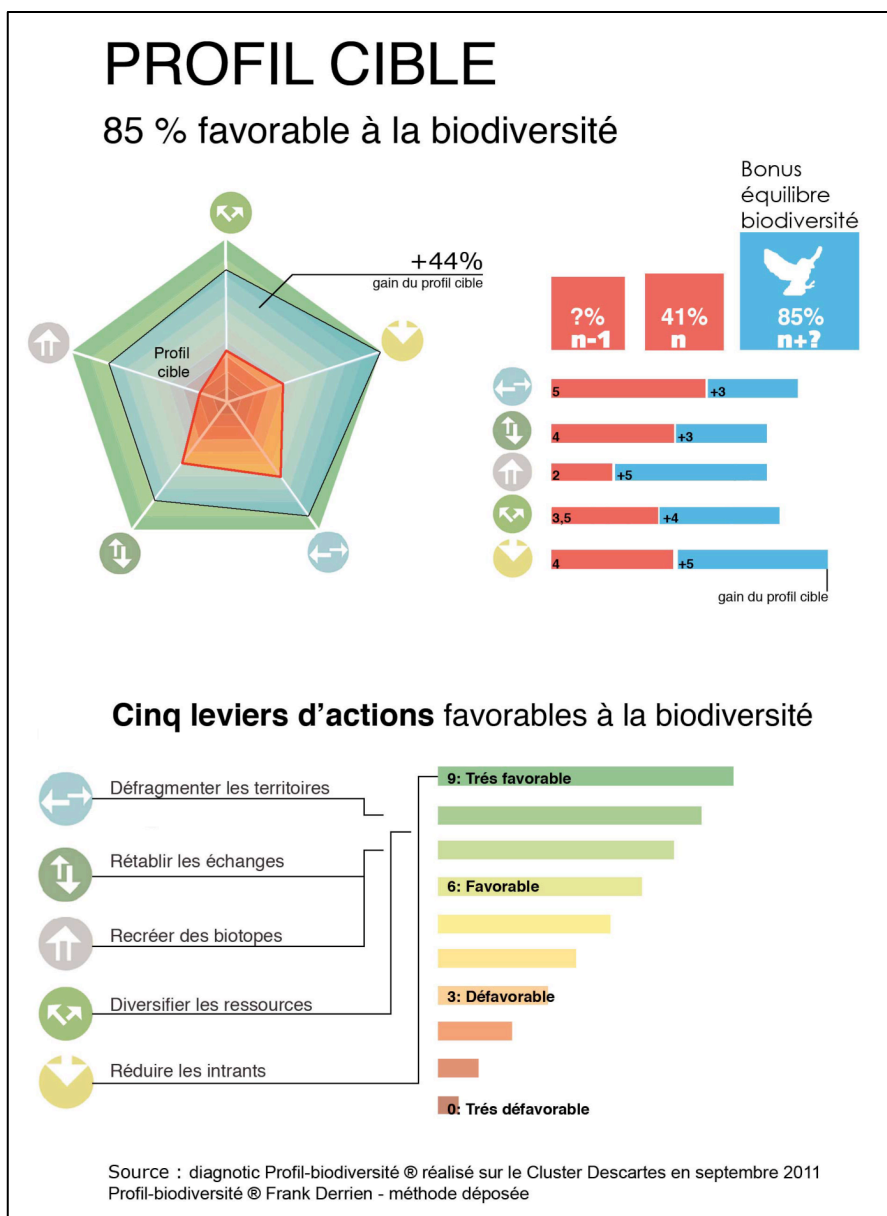 PROFIL CIBLE
85 % favorable à la biodiversité
Bonus
équilibre
biodiversité
+44%
gain du profil cible
Profil
cible
?%
n-1
41%
n
85%
n+?
5
+3
4
+3
2
+5
3,5
+4
4
+5
gain du profil cible
Cinq leviers d'actions favorables à la biodiversité
Défragmenter les territoires
Rétablir les échanges
Recréer des biotopes
Diversifier les ressources
Réduire les intrants
9: Trés favorable
6: Favorable
3: Défavorable
0: Trés défavorable
Source : diagnotic Profil-biodiversité ® réalisé sur le Cluster Descartes en septembre 2011
Profil-biodiversité ® Frank Derrien - méthode déposée